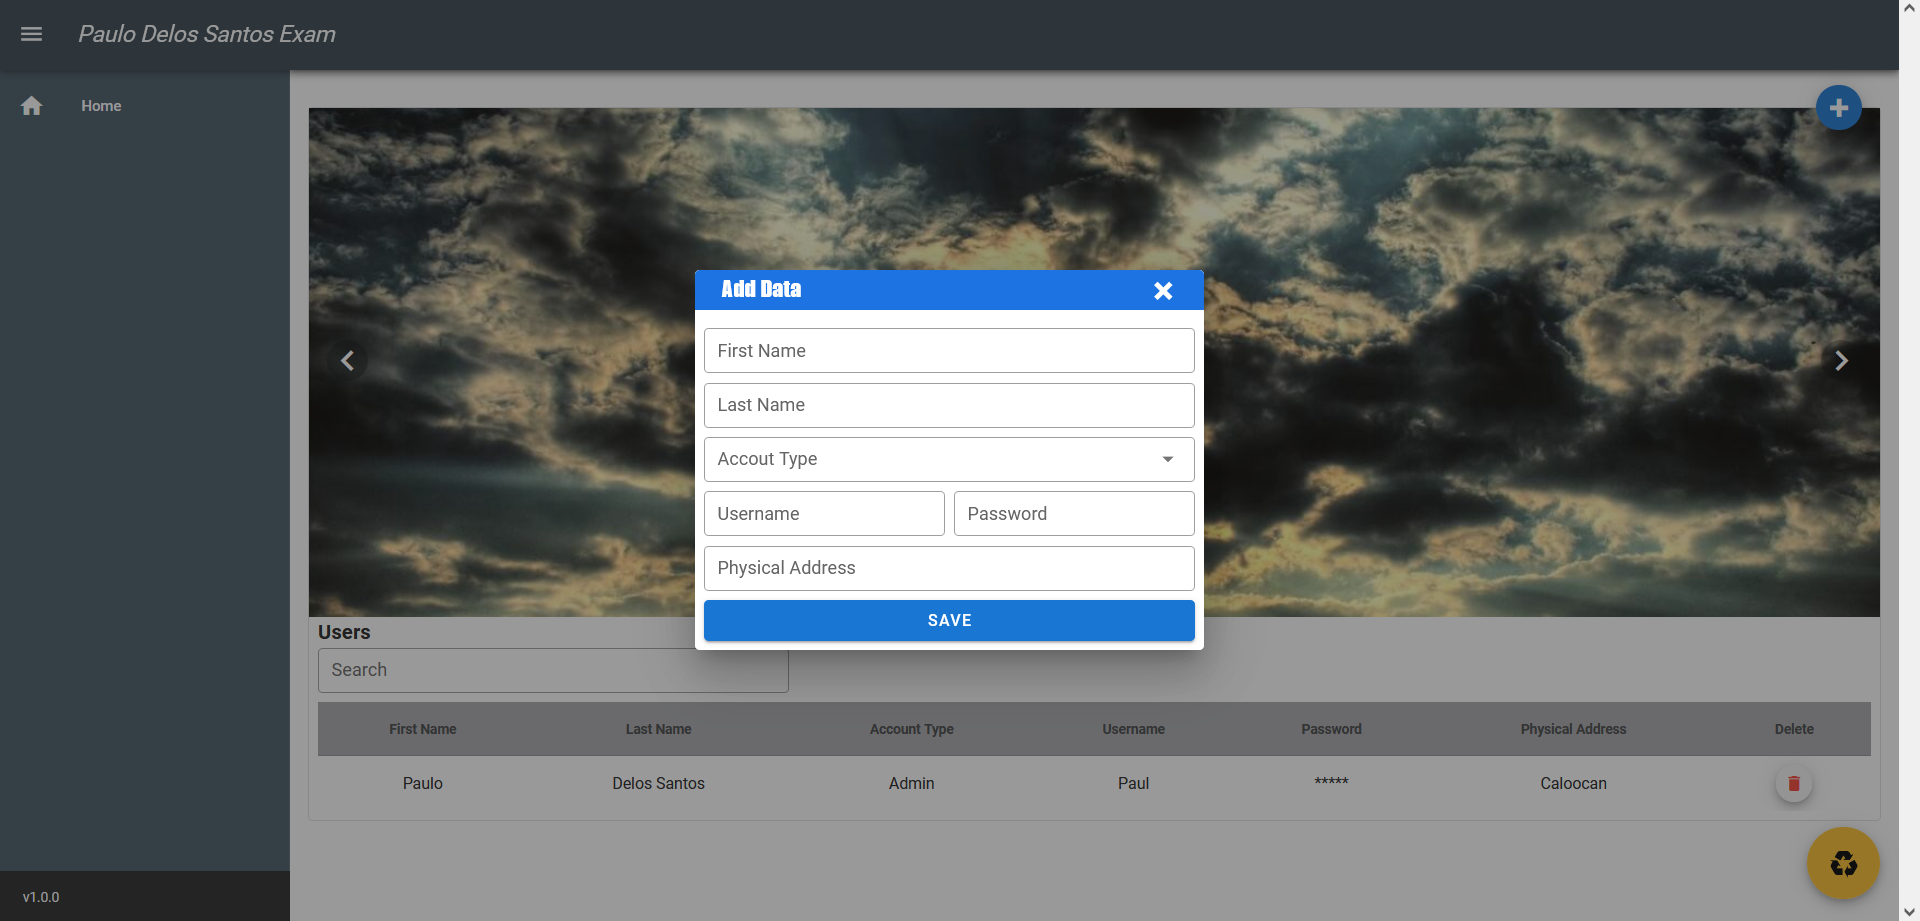 Paulo Delos Santos Exam
Home
Add Data
First Name
Last Name
Accout Type
Username Password
Physical Address
SAVE
Users
Search
First Name Last Name Account Type Username Password Physical Address Delete
Paulo Delos Santos Admin Paul ***** Caloocan
v1.0.0